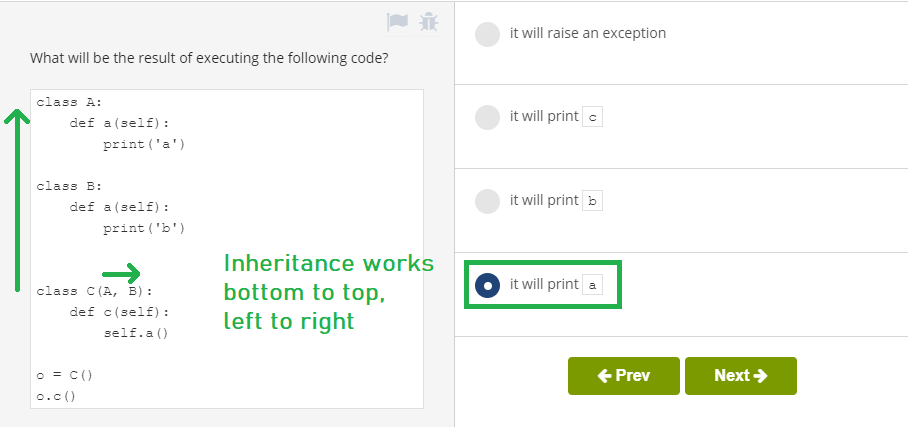 What will be the result of executing the following code?
class A:
    def a(self):
        print('a')
class B:
    def a(self):
        print('b')
class C(A, B):
    def c(self):
        self.a()
o = C()
o.c()
Inheritance works
bottom to top,
left to right
it will raise an exception
it will print c
it will print b
it will print a
Prev
Next